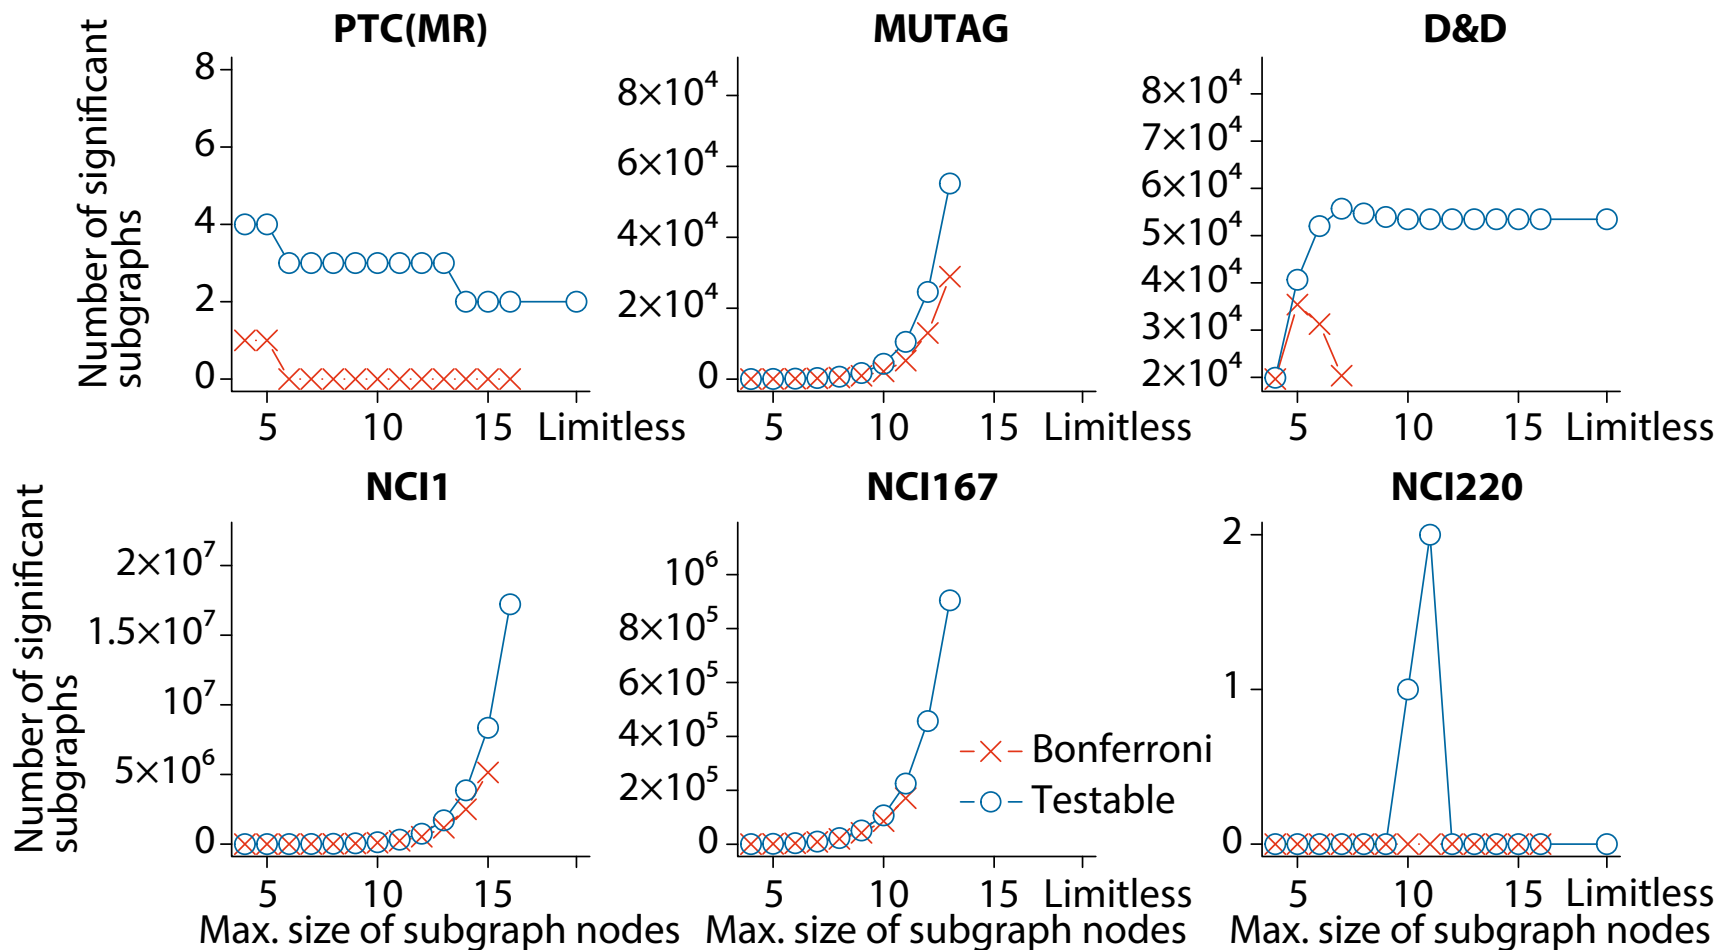 PTC(MR)
Number of significant
subgraphs
8
6
4
2
0
5 10 15 Limitless
MUTAG
8×10⁴
6×10⁴
4×10⁴
2×10⁴
0
5 10 15 Limitless
D&D
8×10⁴
7×10⁴
6×10⁴
5×10⁴
4×10⁴
3×10⁴
2×10⁴
5 10 15 Limitless
NCI1
Number of significant
subgraphs
2×10⁷
1.5×10⁷
10⁷
5×10⁶
0
5 10 15
Max. size of subgraph nodes
NCI167
10⁶
8×10⁵
6×10⁵
4×10⁵
2×10⁵
0
Bonferroni
Testable
5 10 15 Limitless
Max. size of subgraph nodes
NCI220
2
1
0
5 10 15 Limitless
Max. size of subgraph nodes